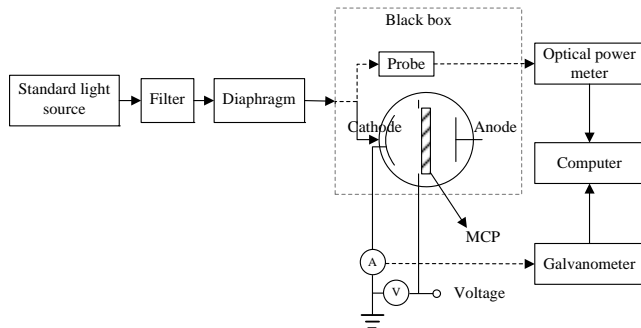 Black box
Probe
Optical power
meter
Standard light
source
Filter
Diaphragm
Cathode
Anode
Computer
MCP
A
Galvanometer
V
Voltage